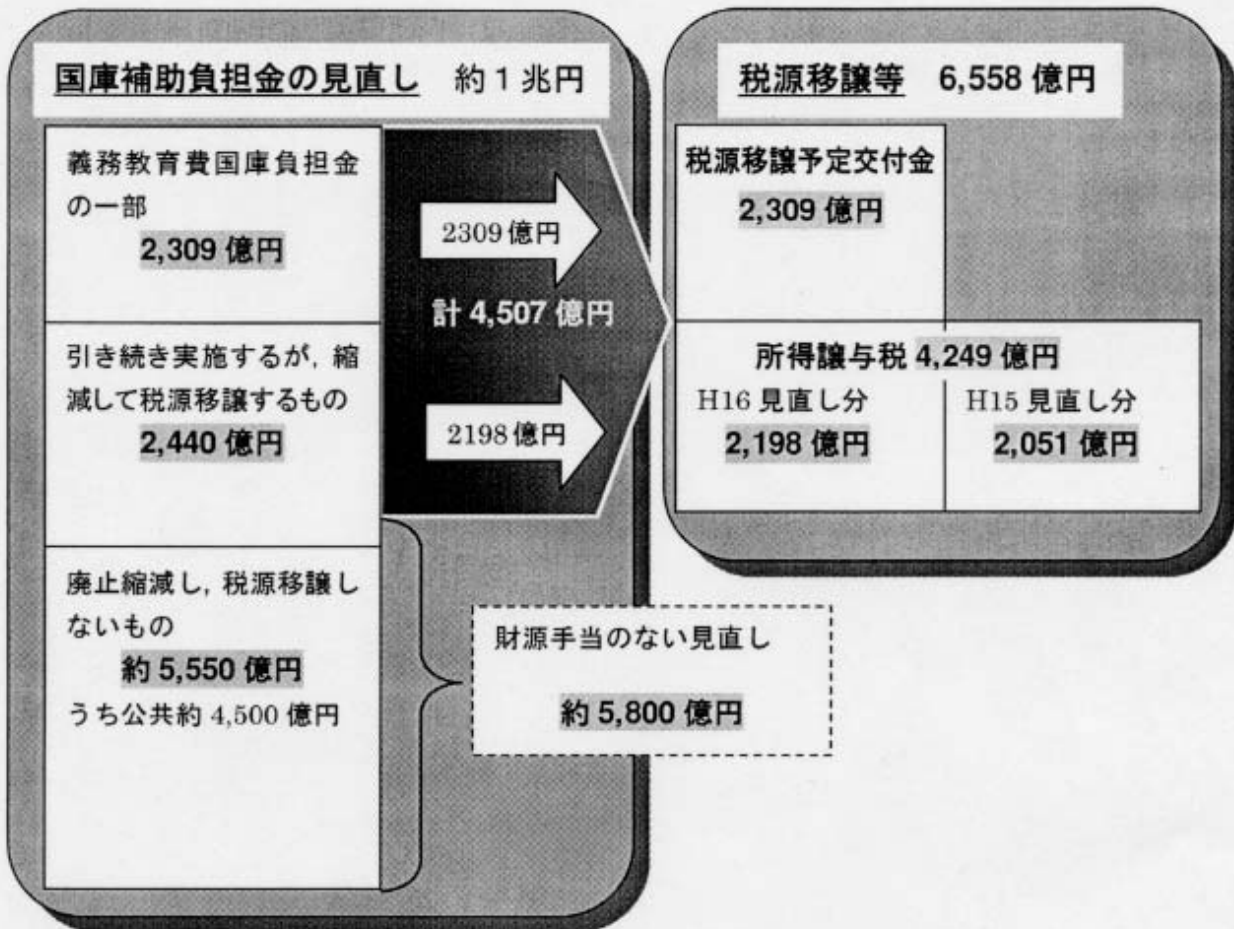 国庫補助負担金の見直し 約1兆円
義務教育費国庫負担金
の一部
2,309 億円
引き続き実施するが, 縮
減して税源移譲するもの
2,440 億円
廃止縮減し, 税源移譲し
ないもの
約 5,550 億円
うち公共約 4,500 億円
2309 億円
計 4,507 億円
2198 億円
財源手当のない見直し
約 5,800 億円
税源移譲等 6,558 億円
税源移譲予定交付金
2,309 億円
所得譲与税 4,249 億円
H16 見直し分
2,198 億円
H15 見直し分
2,051 億円